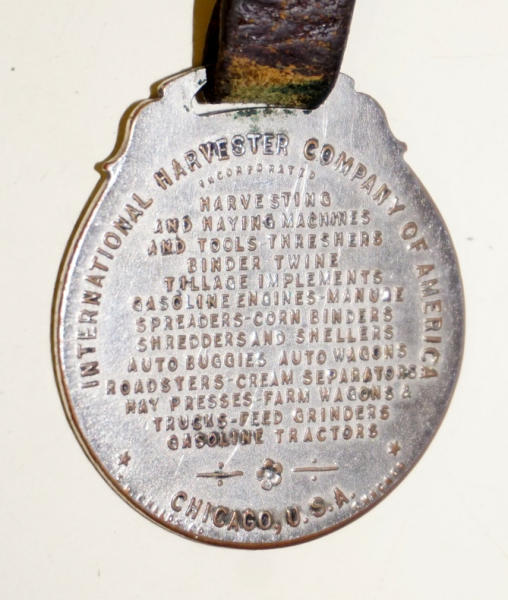 INTERNATIONAL HARVESTER COMPANY OF AMERICA
INCORPORATED
HARVESTING
AND HAYING MACHINES
AND TOOLS-THRESHERS
BINDER TWINE
TILLAGE IMPLEMENTS
GASOLINE ENGINES-MANURE
SPREADERS-CORN BINDERS
SHREDDERS AND SHELLERS
AUTO BUGGIES AUTO WAGONS
ROADSTERS-CREAM SEPARATORS
HAY PRESSES-FARM WAGONS &
TRUCKS-FEED GRINDERS
GASOLINE TRACTORS
CHICAGO, U.S.A.